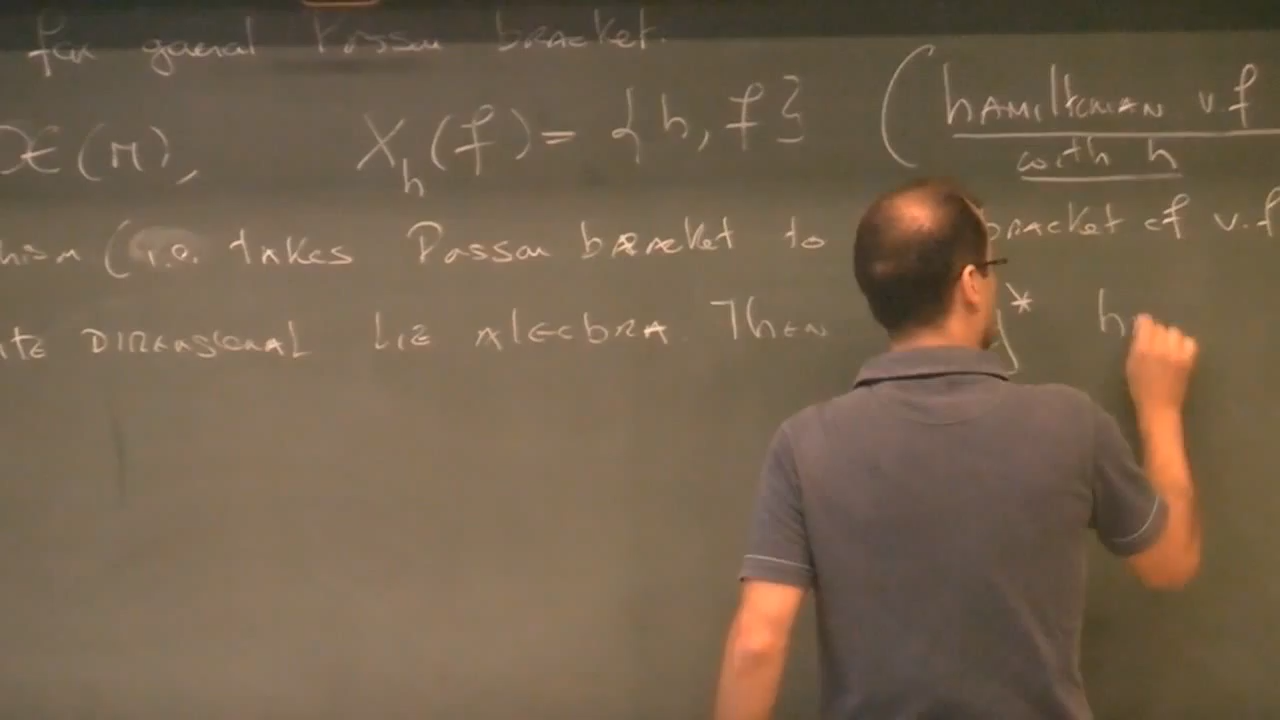 for general Poisson bracket.
𝔛(M), X_h(f) = {h, f} (HAMILTONIAN v.f
with h
(i.e. takes Poisson bracket to bracket of v.f
DIMENSIONAL LIE ALGEBRA. THEN 𝔤*